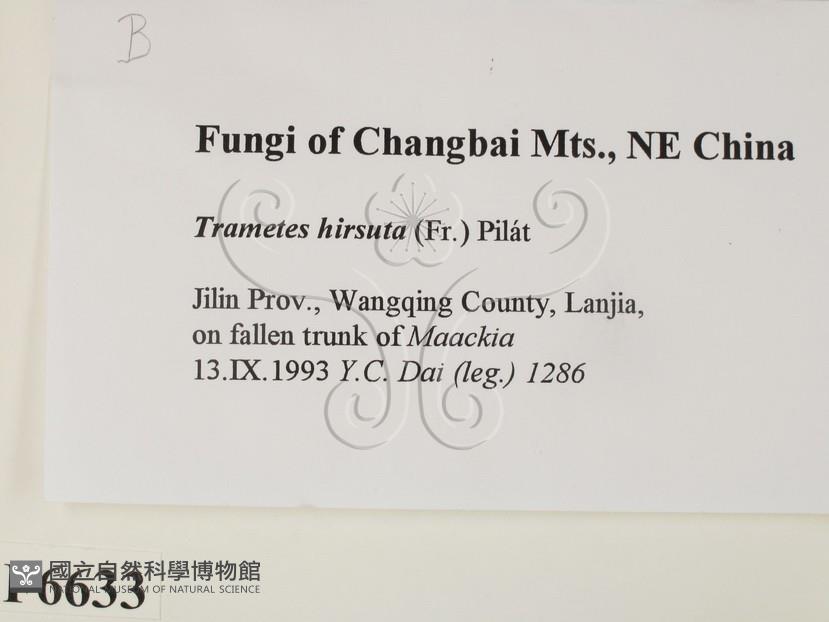 B
Fungi of Changbai Mts., NE China
Trametes hirsuta (Fr.) Pilát
Jilin Prov., Wangqing County, Lanjia,
on fallen trunk of Maackia
13.IX.1993 Y.C. Dai (leg.) 1286
國立自然科學博物館
NATIONAL MUSEUM OF NATURAL SCIENCE
F6633